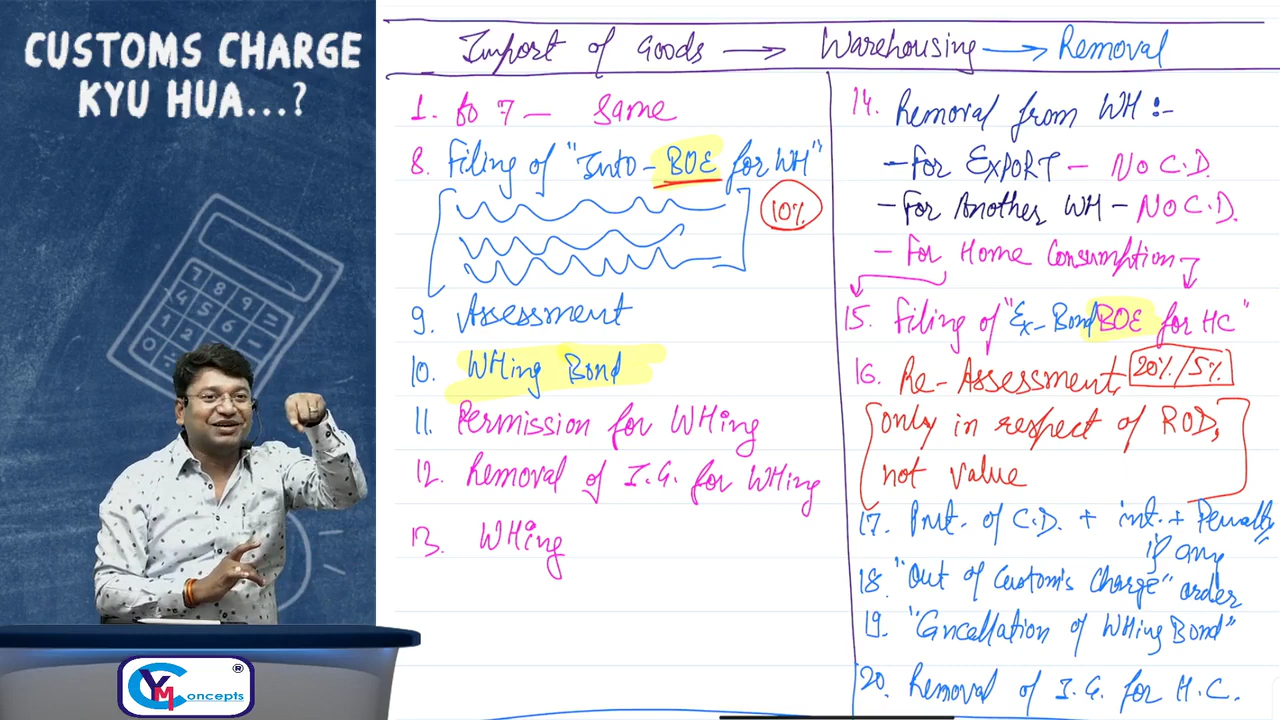 CUSTOMS CHARGE
KYU HUA...?
Import of Goods → Warehousing → Removal
1. to 7 — Same
8. Filing of "Into-BOE for WH"
10%
9. Assessment
10. WHing Bond
11. Permission for WHing
12. Removal of I.G. for WHing
13 WHing
14. Removal from WH :-
- For EXPORT - No C.D.
- For Another WH - No C.D.
- For Home Consumption
15. Filing of "Ex-Bond BOE for HC"
16. Re-Assessment, 20%/5%
only in respect of ROD,
not value
17. Pmt. of C.D. + int. + Penalty
if any
18 "Out of Custom's Charge" order
19. "Cancellation of WHing Bond"
20. Removal of I.G. for H.C.
789
456-
=
CYM Concepts ®